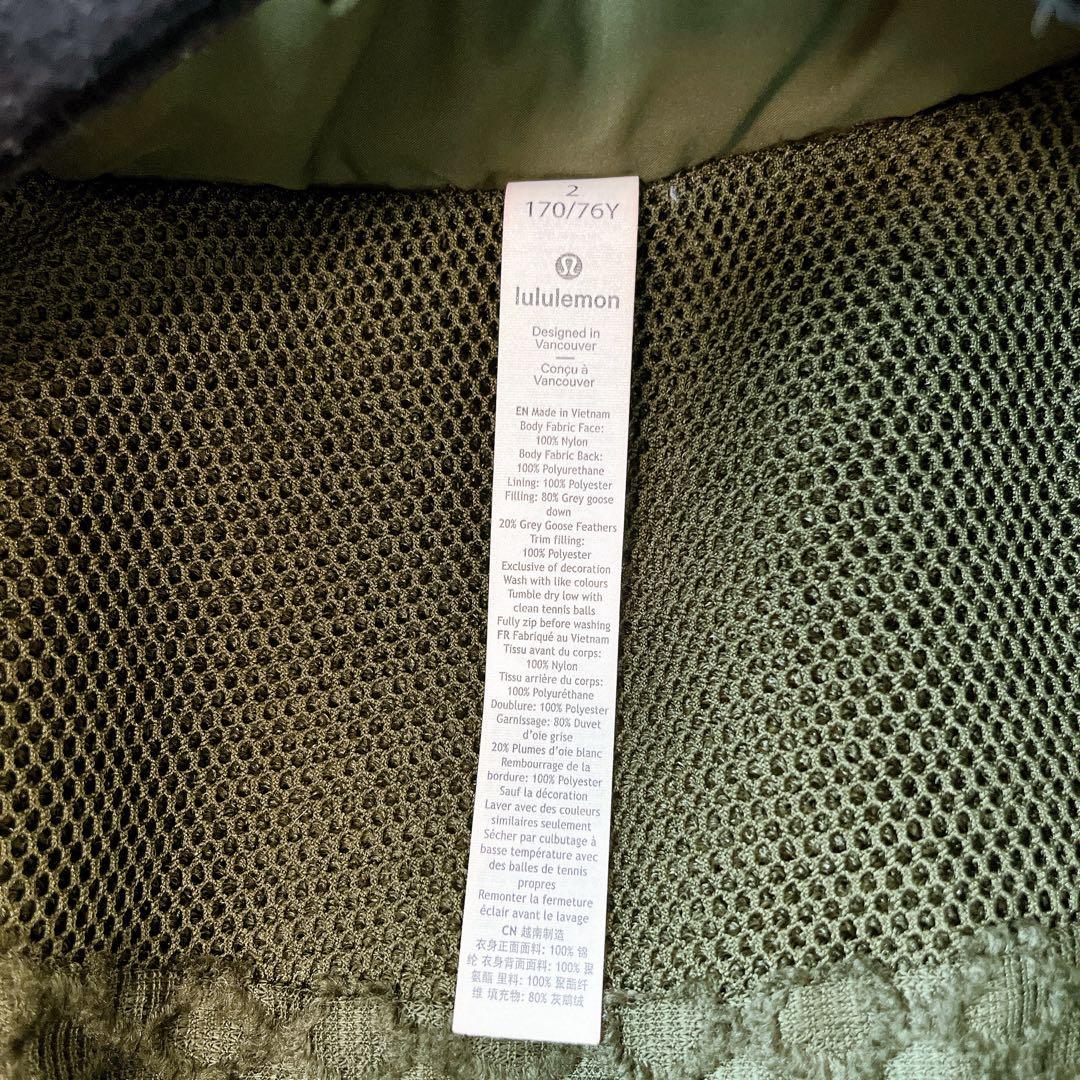 2
170/76Y
lululemon
Designed in
Vancouver
Conçu à
Vancouver
EN Made in Vietnam
Body Fabric Face:
100% Nylon
Body Fabric Back:
100% Polyurethane
Lining: 100% Polyester
Filling: 80% Grey goose
down
20% Grey Goose Feathers
Trim filling:
100% Polyester
Exclusive of decoration
Wash with like colours
Tumble dry low with
clean tennis balls
Fully zip before washing
FR Fabriqué au Vietnam
Tissu avant du corps:
100% Nylon
Tissu arrière du corps:
100% Polyuréthane
Doublure: 100% Polyester
Garnissage: 80% Duvet
d'oie grise
20% Plumes d'oie blanc
Rembourrage de la
bordure: 100% Polyester
Sauf la décoration
Laver avec des couleurs
similaires seulement
Sécher par culbutage à
basse température avec
des balles de tennis
propres
Remonter la fermeture
éclair avant le lavage
CN 越南制造
衣身正面面料: 100% 锦
纶 衣身背面面料: 100% 聚
氨酯 里料: 100% 聚酯纤
维 填充物: 80% 灰鹅绒